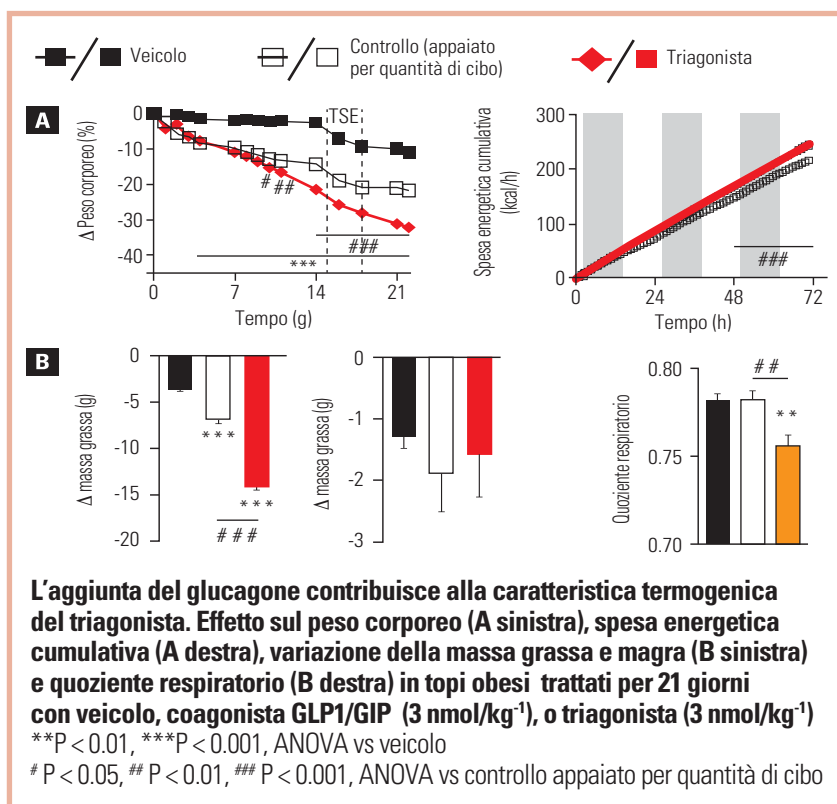 Veicolo
Controllo (appaiato
per quantità di cibo)
Triagonista
A
Δ Peso corporeo (%)
0
-10
-20
-30
-40
TSE
# ##
###
***
0 7 14 21
Tempo (g)
Spesa energetica cumulativa
(kcal/h)
300
200
100
0
###
0 24 48 72
Tempo (h)
B
Δ massa grassa (g)
0
-5
-10
-15
-20
***
***
###
Δ massa grassa (g)
0
-1
-2
-3
Quoziente respiratorio
0.80
0.75
0.70
##
**
L'aggiunta del glucagone contribuisce alla caratteristica termogenica
del triagonista. Effetto sul peso corporeo (A sinistra), spesa energetica
cumulativa (A destra), variazione della massa grassa e magra (B sinistra)
e quoziente respiratorio (B destra) in topi obesi trattati per 21 giorni
con veicolo, coagonista GLP1/GIP (3 nmol/kg⁻¹), o triagonista (3 nmol/kg⁻¹)
**P < 0.01, ***P < 0.001, ANOVA vs veicolo
# P < 0.05, ## P < 0.01, ### P < 0.001, ANOVA vs controllo appaiato per quantità di cibo